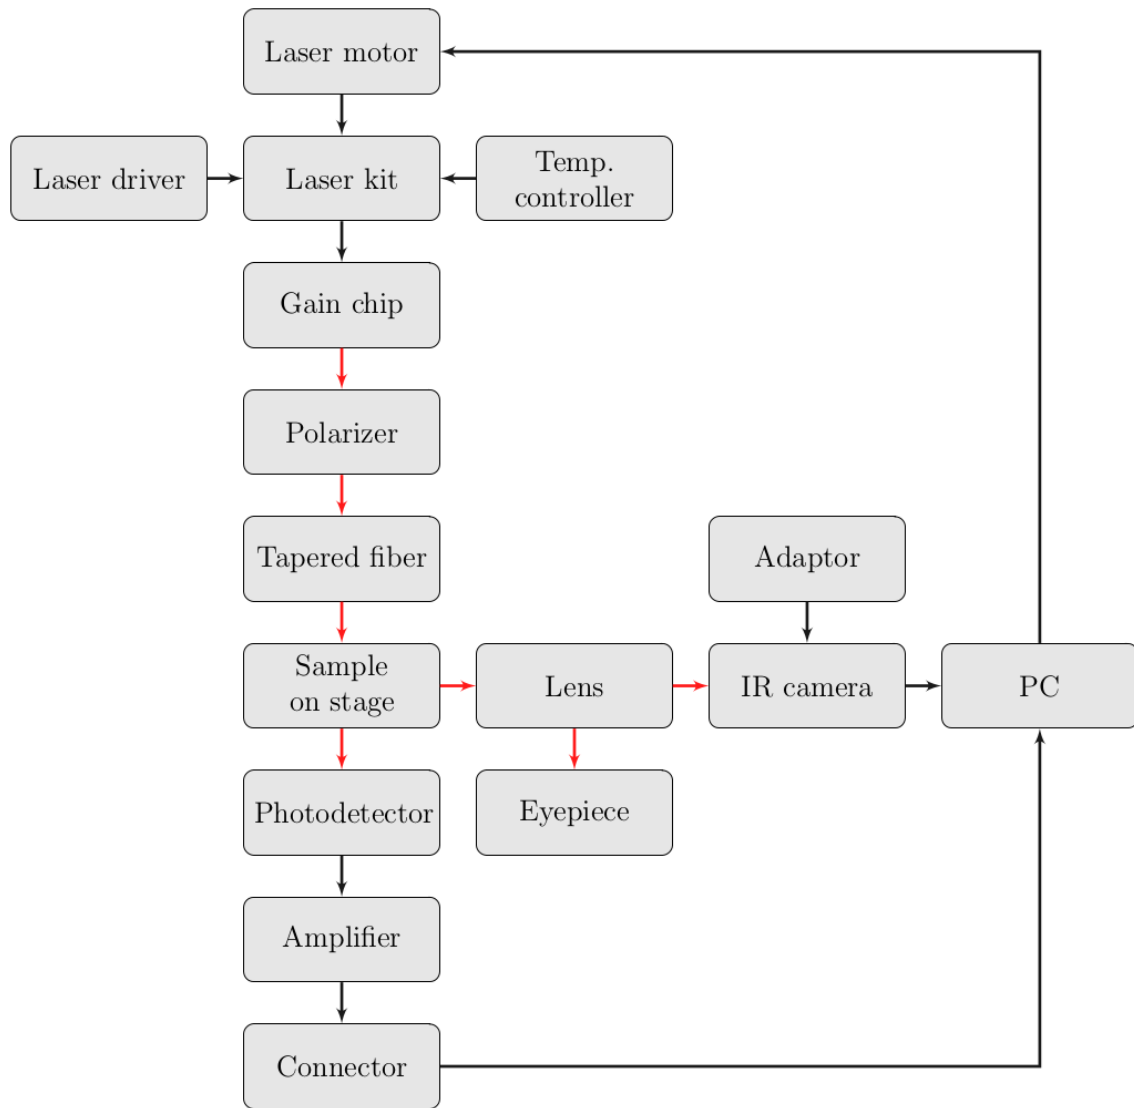 Laser motor
Laser driver
Laser kit
Temp.
controller
Gain chip
Polarizer
Tapered fiber
Adaptor
Sample
on stage
Lens
IR camera
PC
Photodetector
Eyepiece
Amplifier
Connector